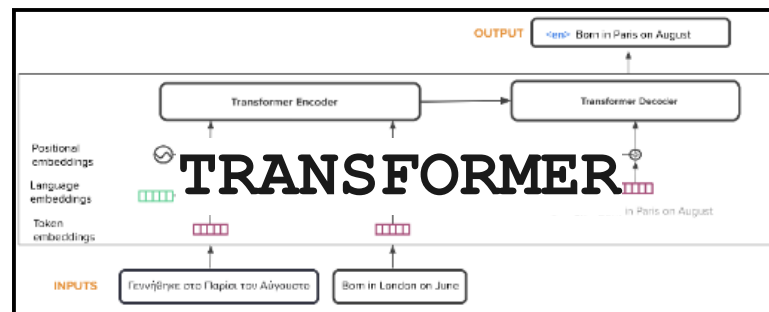 OUTPUT
<en> Born in Paris on August
Transformer Encoder
Transformer Decoder
Positional
embeddings
TRANSFORMER
Language
embeddings
in Paris on August
Token
embeddings
INPUTS
Γεννήθηκε στο Παρίσι τον Αύγουστο
Born in London on June